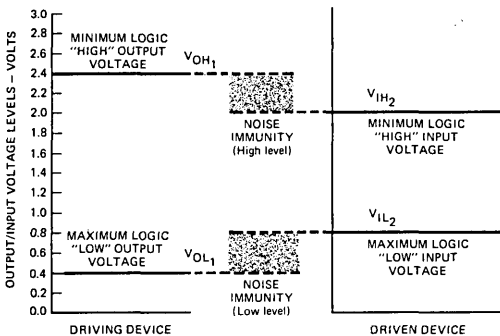 OUTPUT/INPUT VOLTAGE LEVELS – VOLTS
3.0
2.8
2.6
2.4
2.2
2.0
1.8
1.6
1.4
1.2
1.0
0.8
0.6
0.4
0.2
0.0
MINIMUM LOGIC
"HIGH" OUTPUT
VOLTAGE
VOH1
NOISE
IMMUNITY
(High level)
VIH2
MINIMUM LOGIC
"HIGH" INPUT
VOLTAGE
MAXIMUM LOGIC
"LOW" OUTPUT
VOLTAGE
VOL1
NOISE
IMMUNITY
(Low level)
VIL2
MAXIMUM LOGIC
"LOW" INPUT
VOLTAGE
DRIVING DEVICE
DRIVEN DEVICE